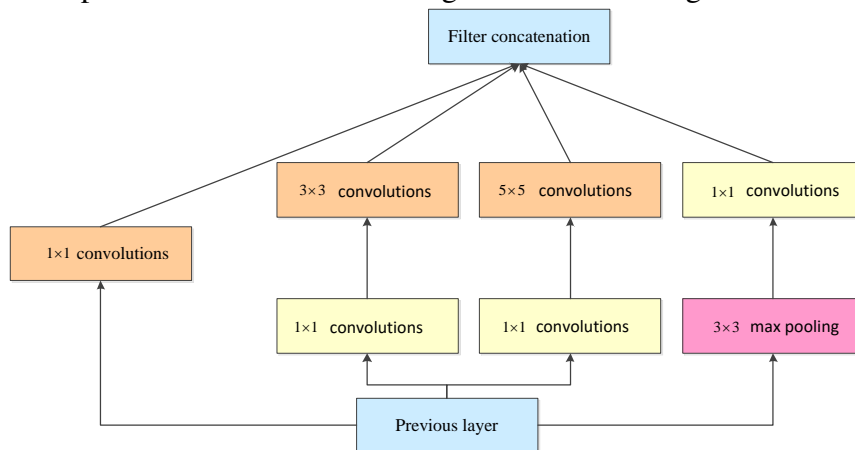 Filter concatenation
3×3 convolutions
5×5 convolutions
1×1 convolutions
1×1 convolutions
1×1 convolutions
1×1 convolutions
3×3 max pooling
Previous layer